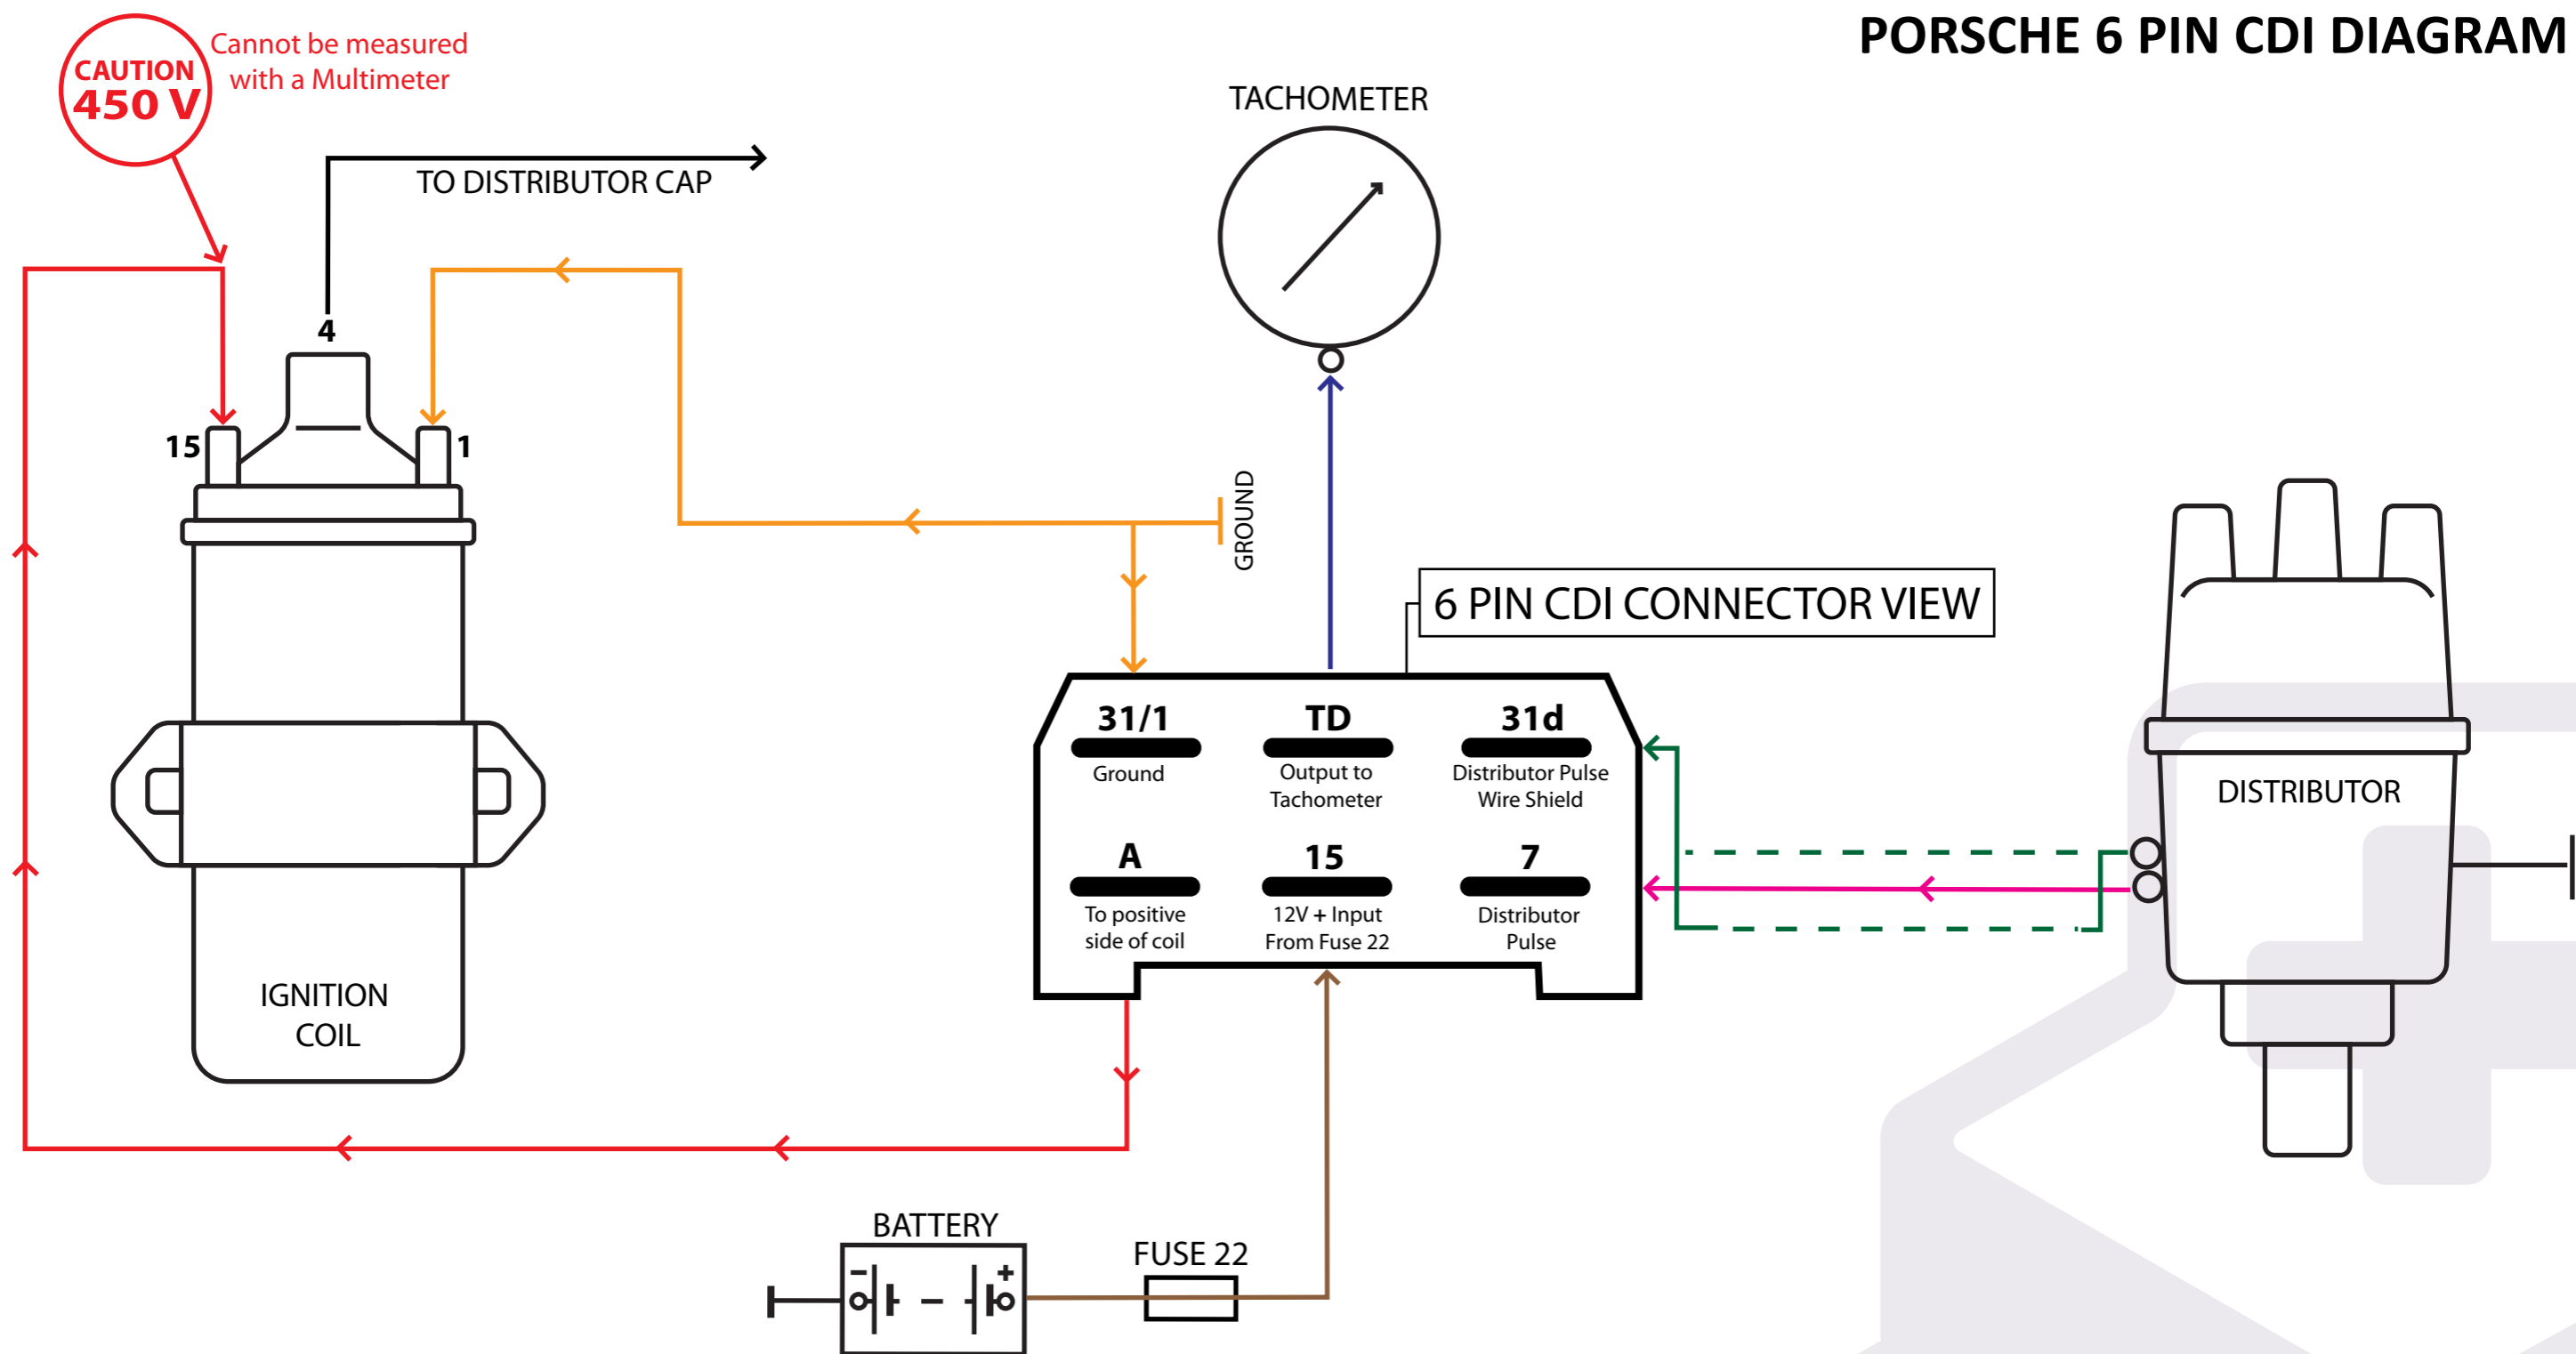 PORSCHE 6 PIN CDI DIAGRAM
CAUTION
450 V
Cannot be measured
with a Multimeter
TACHOMETER
TO DISTRIBUTOR CAP
4
15
1
GROUND
6 PIN CDI CONNECTOR VIEW
31/1
Ground
TD
Output to
Tachometer
31d
Distributor Pulse
Wire Shield
A
To positive
side of coil
15
12V + Input
From Fuse 22
7
Distributor
Pulse
DISTRIBUTOR
IGNITION
COIL
BATTERY
- +
FUSE 22